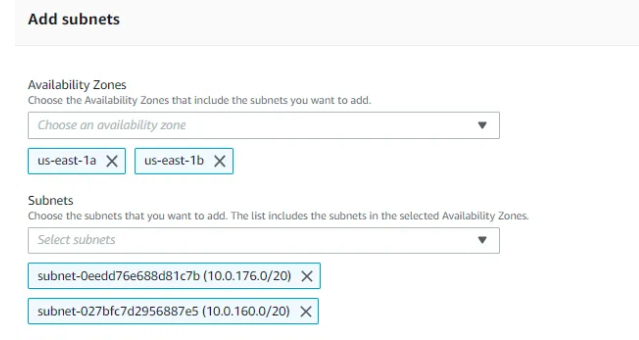 Add subnets
Availability Zones
Choose the Availability Zones that include the subnets you want to add.
Choose an availability zone
us-east-1a us-east-1b
Subnets
Choose the subnets that you want to add. The list includes the subnets in the selected Availability Zones.
Select subnets
subnet-0eedd76e688d81c7b (10.0.176.0/20)
subnet-027bfc7d2956887e5 (10.0.160.0/20)